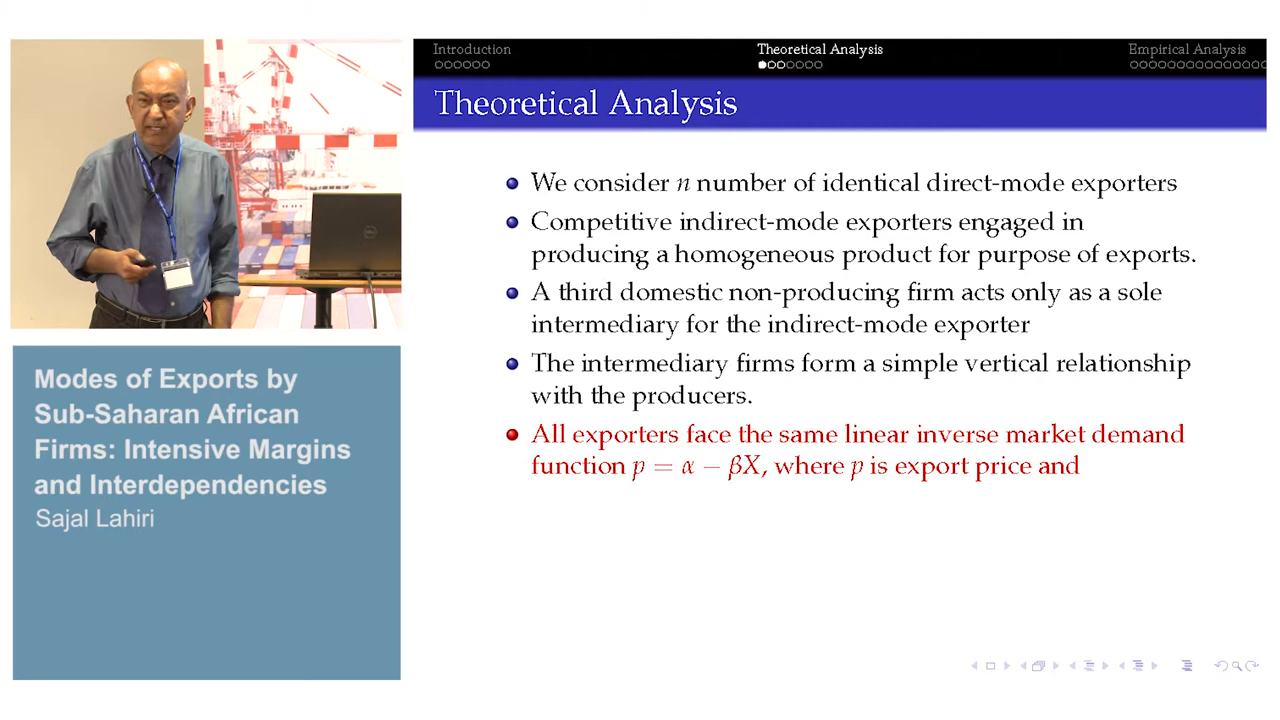 Introduction
Theoretical Analysis
Empirical Analysis
Theoretical Analysis
We consider n number of identical direct-mode exporters
Competitive indirect-mode exporters engaged in
producing a homogeneous product for purpose of exports.
A third domestic non-producing firm acts only as a sole
intermediary for the indirect-mode exporter
The intermediary firms form a simple vertical relationship
with the producers.
All exporters face the same linear inverse market demand
function p = α − βX, where p is export price and
Modes of Exports by
Sub-Saharan African
Firms: Intensive Margins
and Interdependencies
Sajal Lahiri